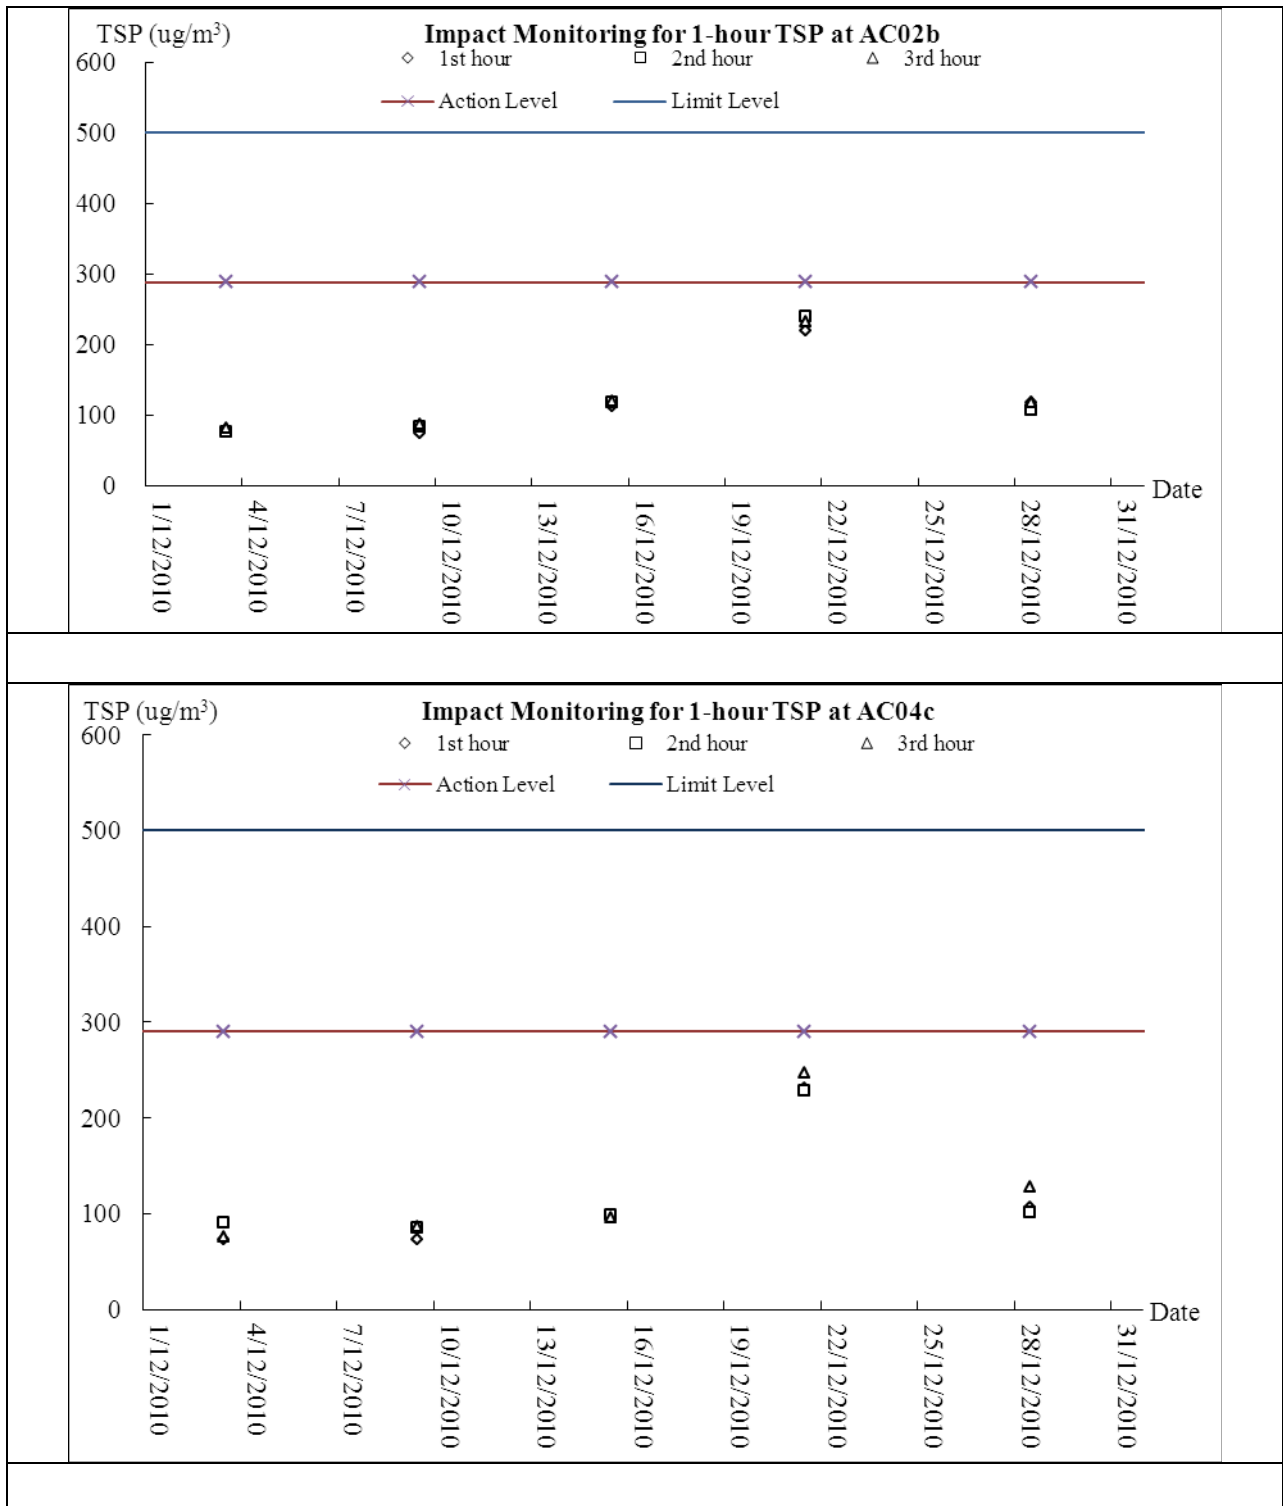 TSP (ug/m³) Impact Monitoring for 1-hour TSP at AC02b
1st hour 2nd hour 3rd hour
Action Level Limit Level
600
500
400
300
200
100
0
Date
1/12/2010 4/12/2010 7/12/2010 10/12/2010 13/12/2010 16/12/2010 19/12/2010 22/12/2010 25/12/2010 28/12/2010 31/12/2010
TSP (ug/m³) Impact Monitoring for 1-hour TSP at AC04c
1st hour 2nd hour 3rd hour
Action Level Limit Level
600
500
400
300
200
100
0
Date
1/12/2010 4/12/2010 7/12/2010 10/12/2010 13/12/2010 16/12/2010 19/12/2010 22/12/2010 25/12/2010 28/12/2010 31/12/2010